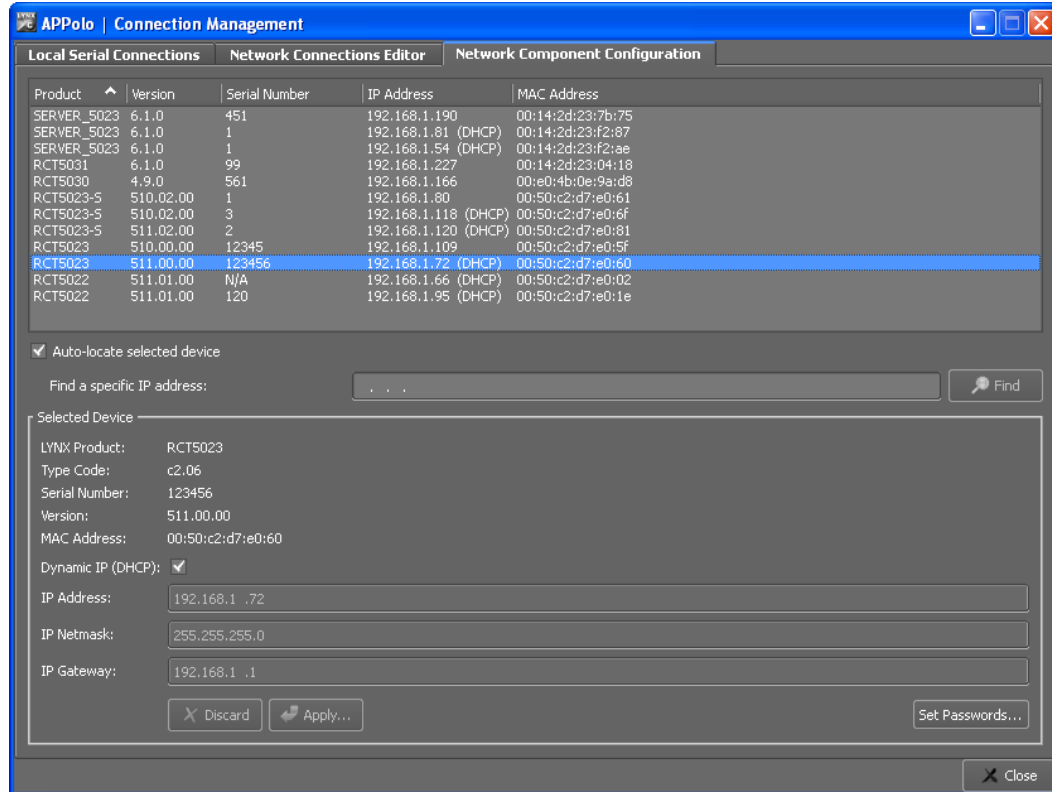 LYNX APPolo | Connection Management
Local Serial Connections Network Connections Editor Network Component Configuration
Product Version Serial Number IP Address MAC Address
SERVER_5023 6.1.0 451 192.168.1.190 00:14:2d:23:7b:75
SERVER_5023 6.1.0 1 192.168.1.81 (DHCP) 00:14:2d:23:f2:87
SERVER_5023 6.1.0 1 192.168.1.54 (DHCP) 00:14:2d:23:f2:ae
RCT5031 6.1.0 99 192.168.1.227 00:14:2d:23:04:18
RCT5030 4.9.0 561 192.168.1.166 00:e0:4b:0e:9a:d8
RCT5023-S 510.02.00 1 192.168.1.80 00:50:c2:d7:e0:61
RCT5023-S 510.02.00 3 192.168.1.118 (DHCP) 00:50:c2:d7:e0:6f
RCT5023-S 511.02.00 2 192.168.1.120 (DHCP) 00:50:c2:d7:e0:81
RCT5023 510.00.00 12345 192.168.1.109 00:50:c2:d7:e0:5f
RCT5023 511.00.00 123456 192.168.1.72 (DHCP) 00:50:c2:d7:e0:60
RCT5022 511.01.00 N/A 192.168.1.66 (DHCP) 00:50:c2:d7:e0:02
RCT5022 511.01.00 120 192.168.1.95 (DHCP) 00:50:c2:d7:e0:1e
Auto-locate selected device
Find a specific IP address: . . . Find
Selected Device
LYNX Product: RCT5023
Type Code: c2.06
Serial Number: 123456
Version: 511.00.00
MAC Address: 00:50:c2:d7:e0:60
Dynamic IP (DHCP):
IP Address: 192.168.1 .72
IP Netmask: 255.255.255.0
IP Gateway: 192.168.1 .1
Discard Apply... Set Passwords...
Close